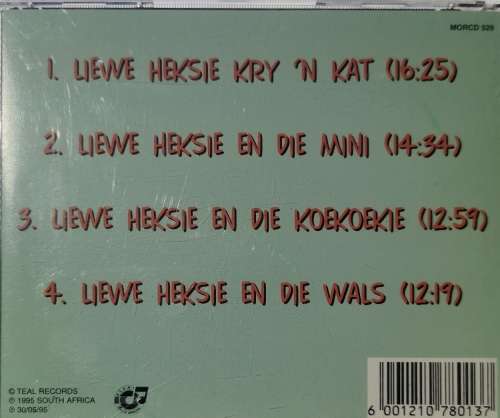 MORCD 529
1. LIEWE HEKSIE KRY 'N KAT (16:25)
2. LIEWE HEKSIE EN DIE MINI (14:34)
3. LIEWE HEKSIE EN DIE KOEKOEKIE (12:59)
4. LIEWE HEKSIE EN DIE WALS (12:19)
© TEAL RECORDS
℗ 1995 SOUTH AFRICA
℗ 30/05/95
6 001210 780137